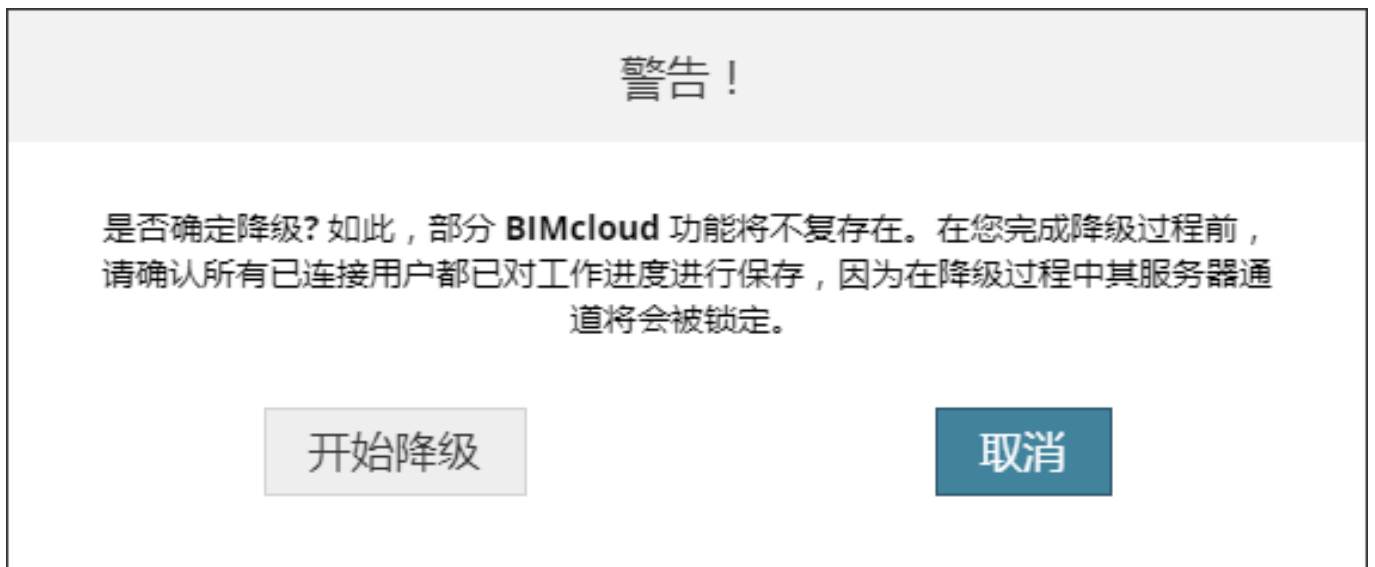 警告！
是否确定降级? 如此，部分 BIMcloud 功能将不复存在。在您完成降级过程前，
请确认所有已连接用户都已对工作进度进行保存，因为在降级过程中其服务器通
道将会被锁定。
开始降级
取消